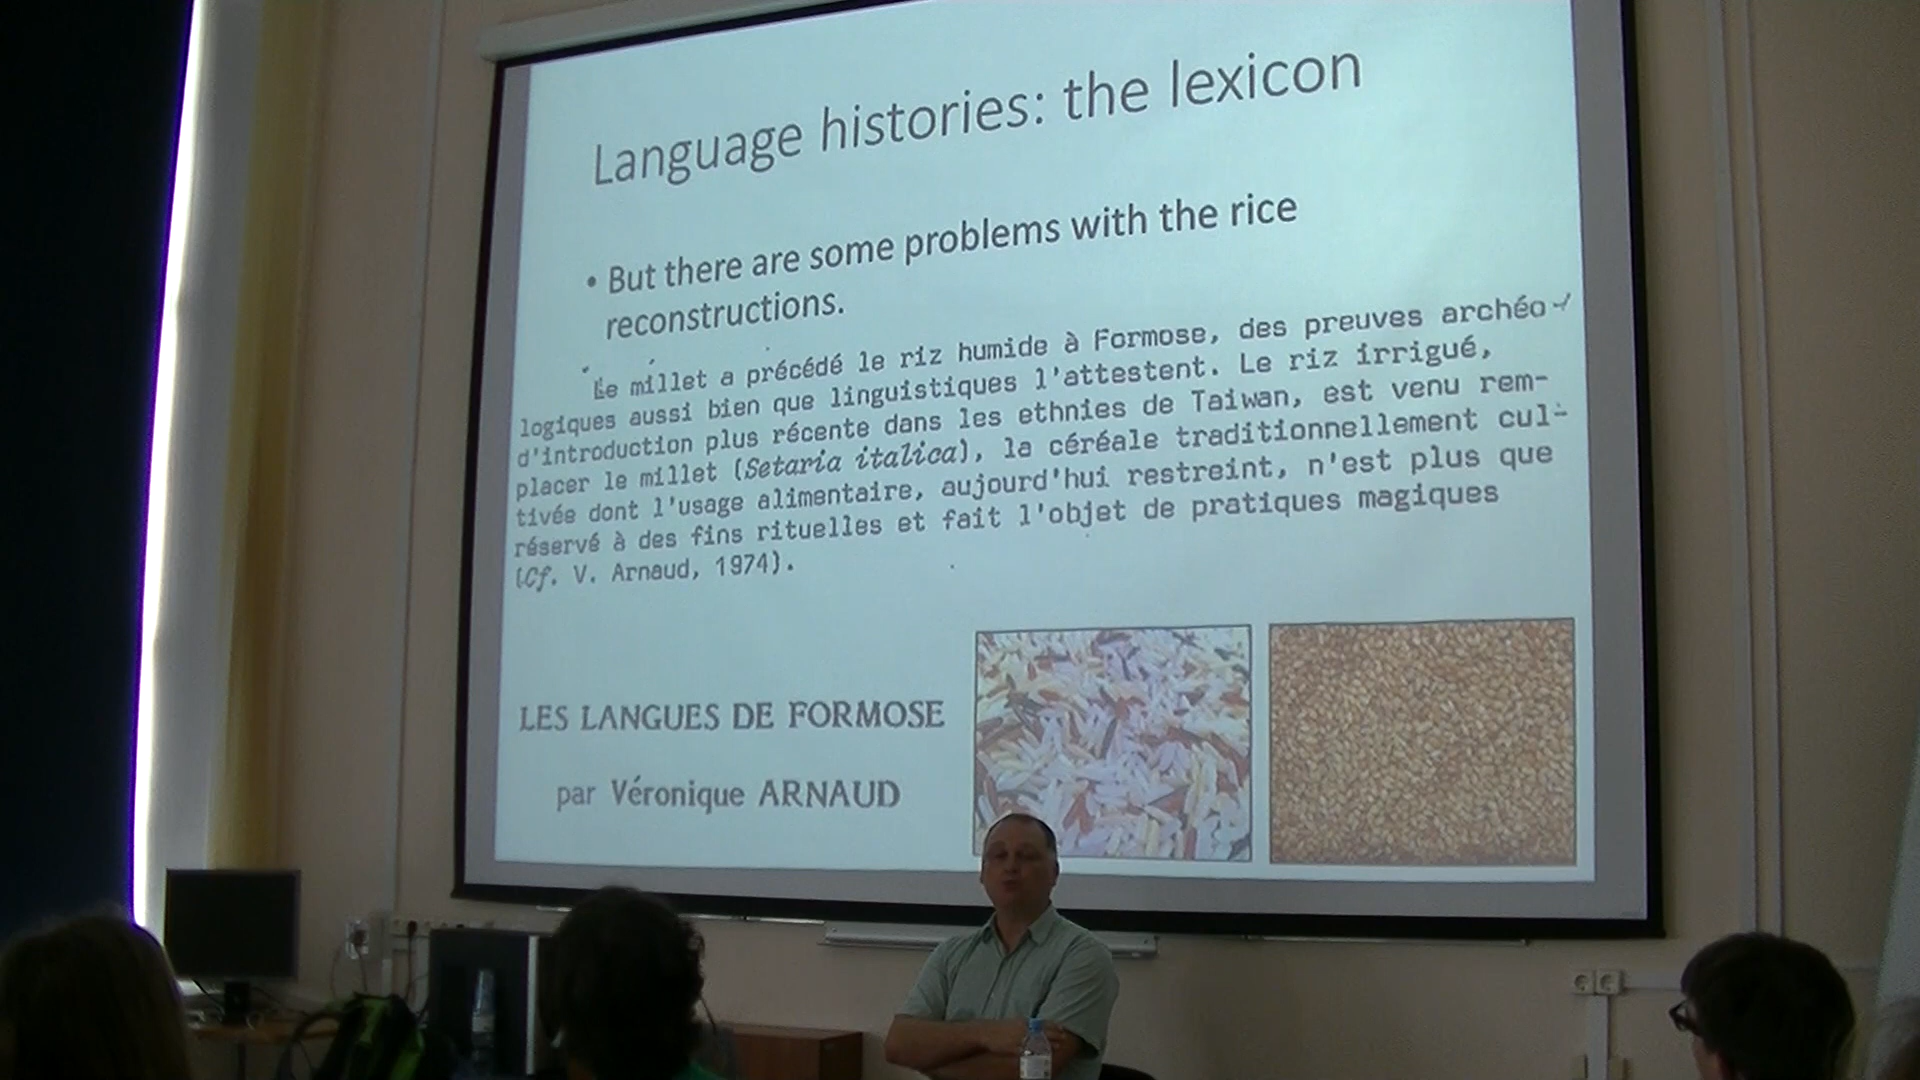 Language histories: the lexicon
• But there are some problems with the rice
reconstructions.
Le millet a précédé le riz humide à Formose, des preuves archéo-
logiques aussi bien que linguistiques l'attestent. Le riz irrigué,
d'introduction plus récente dans les ethnies de Taiwan, est venu rem-
placer le millet (Setaria italica), la céréale traditionnellement cul-
tivée dont l'usage alimentaire, aujourd'hui restreint, n'est plus que
réservé à des fins rituelles et fait l'objet de pratiques magiques
(Cf. V. Arnaud, 1974).
LES LANGUES DE FORMOSE
par Véronique ARNAUD